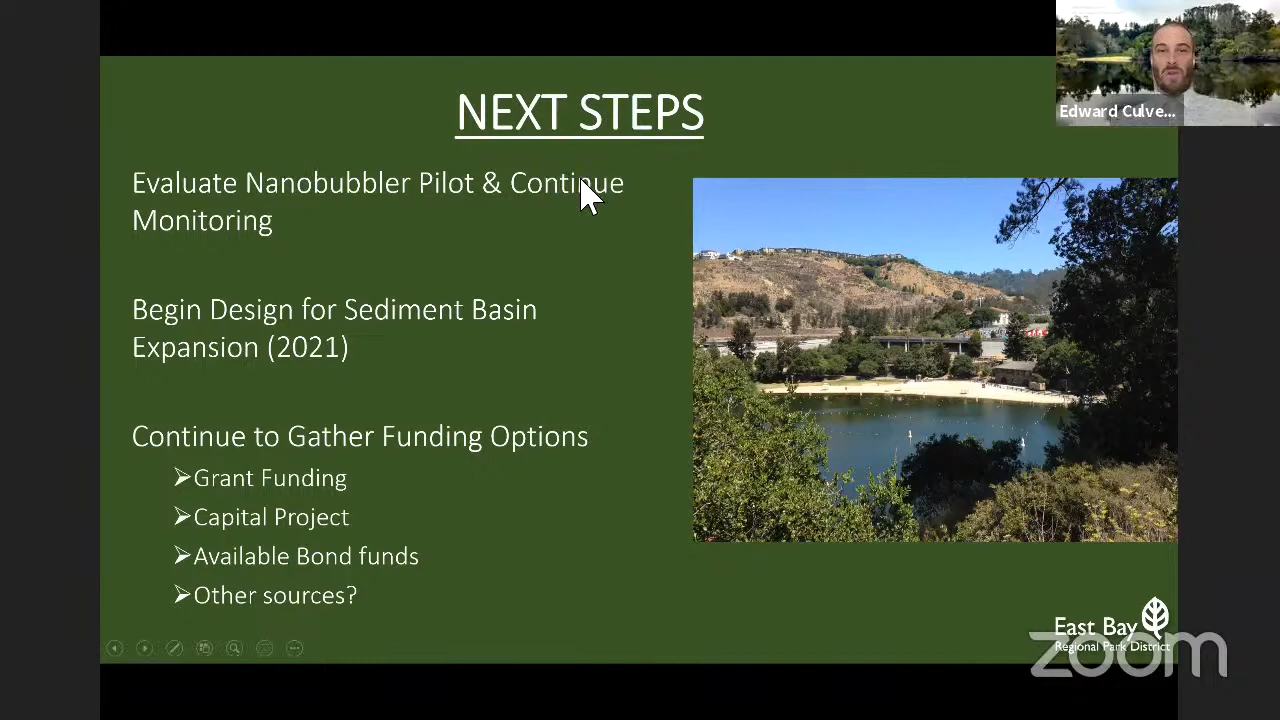 NEXT STEPS
Edward Culve...
Evaluate Nanobubbler Pilot & Continue
Monitoring
Begin Design for Sediment Basin
Expansion (2021)
Continue to Gather Funding Options
➢Grant Funding
➢Capital Project
➢Available Bond funds
➢Other sources?
East Bay
Regional Park District
zoom